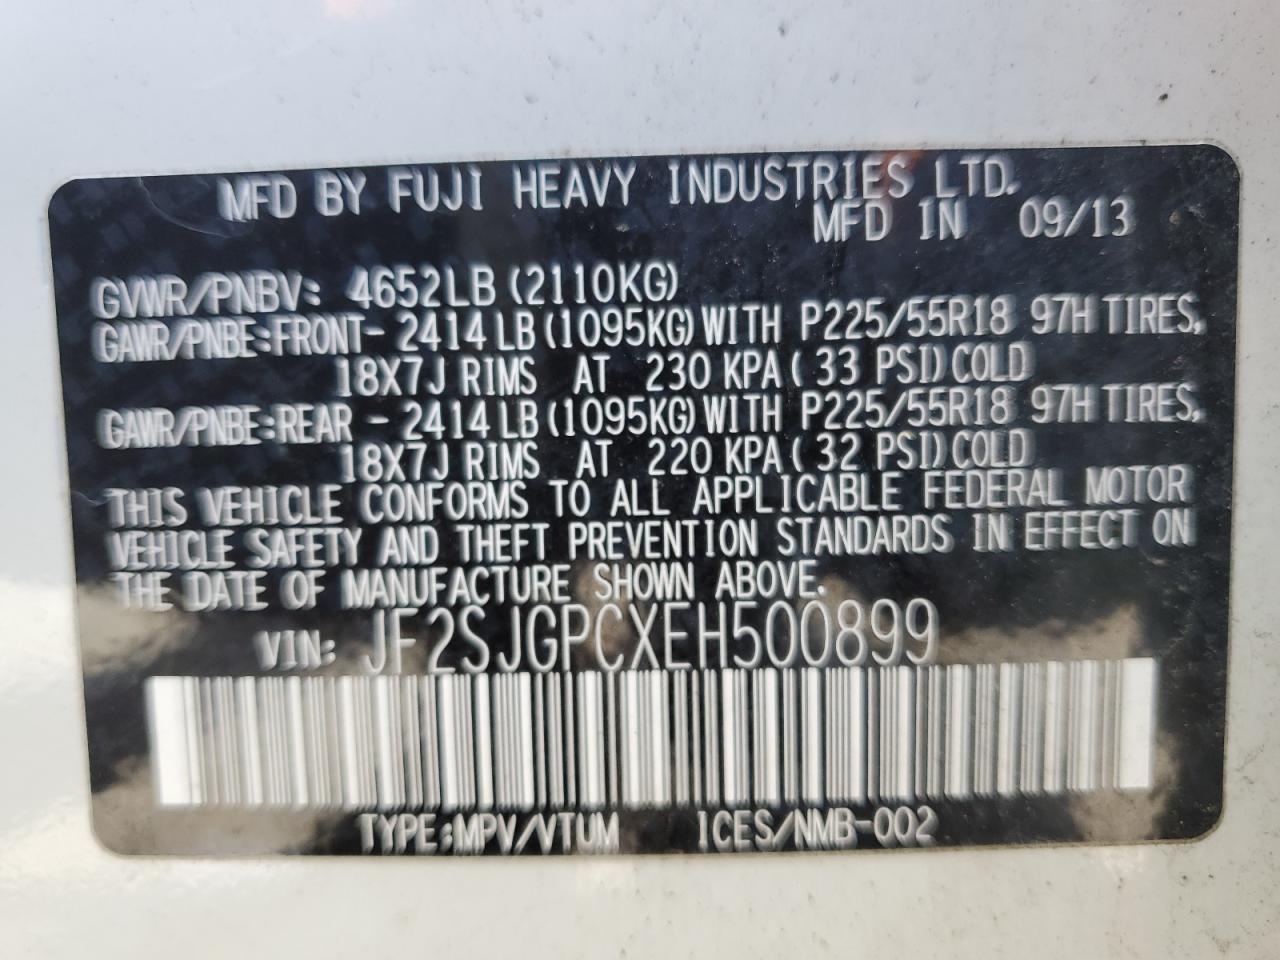 MFD BY FUJI HEAVY INDUSTRIES LTD.
MFD IN 09/13
GVWR/PNBV: 4652LB (2110KG)
GAWR/PNBE:FRONT- 2414 LB (1095KG) WITH P225/55R18 97H TIRES,
18X7J RIMS AT 230 KPA ( 33 PSI) COLD
GAWR/PNBE:REAR - 2414 LB (1095KG) WITH P225/55R18 97H TIRES,
18X7J RIMS AT 220 KPA ( 32 PSI) COLD
THIS VEHICLE CONFORMS TO ALL APPLICABLE FEDERAL MOTOR
VEHICLE SAFETY AND THEFT PREVENTION STANDARDS IN EFFECT ON
THE DATE OF MANUFACTURE SHOWN ABOVE.
VIN: JF2SJGPCXEH500899
TYPE:MPV/VTUM ICES/NMB-002